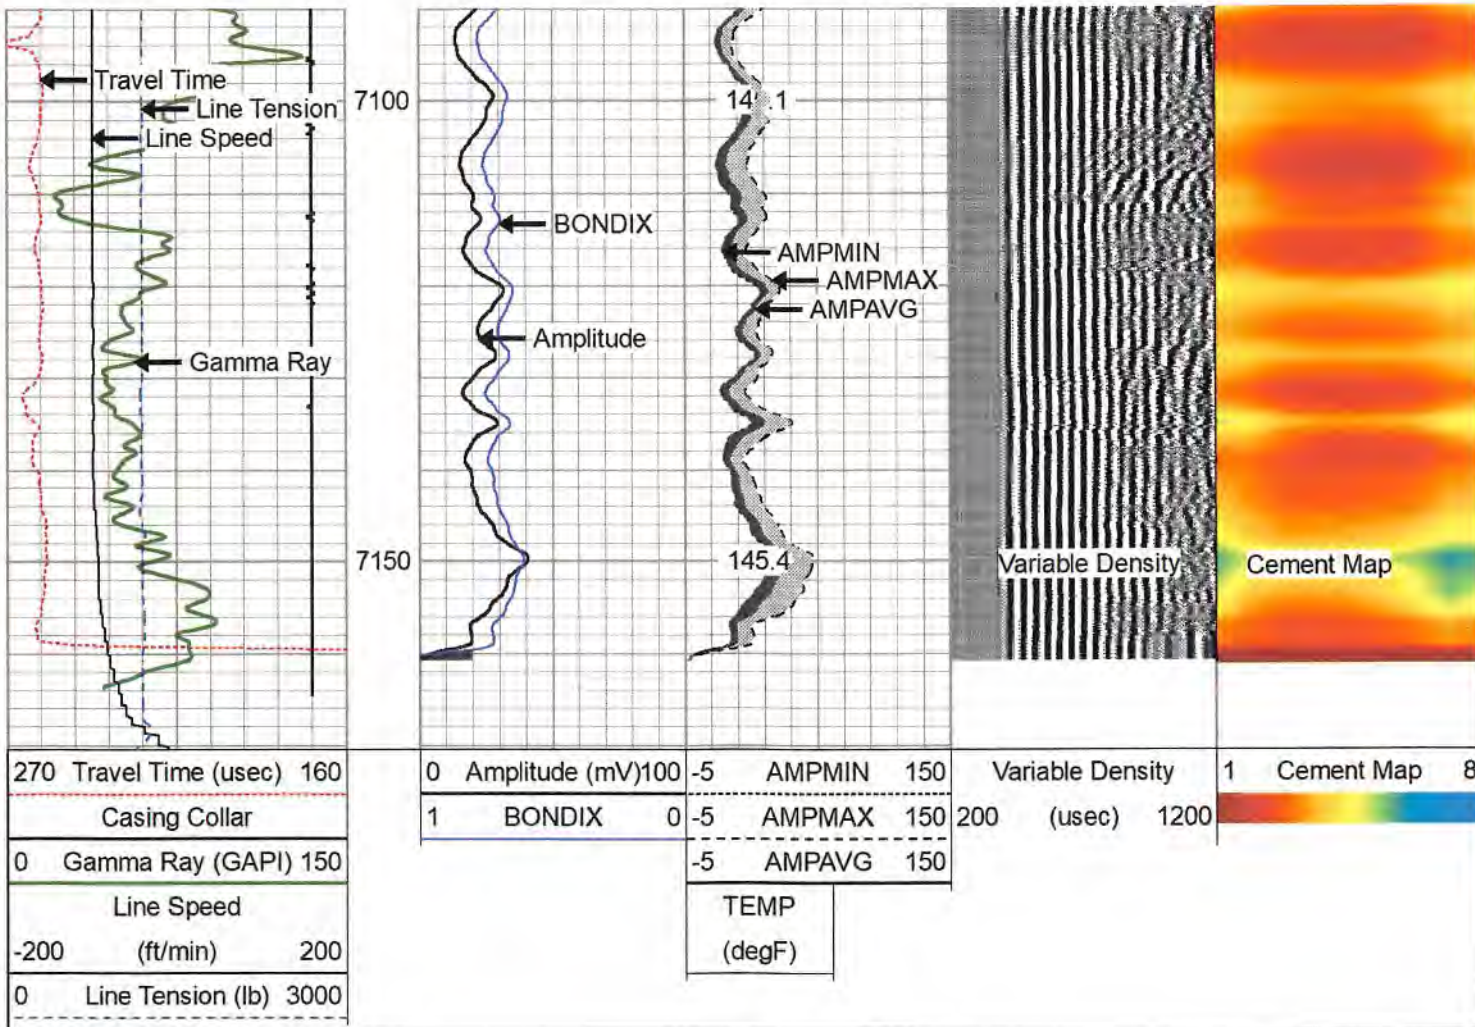 Travel Time
Line Tension
Line Speed
7100
BONDIX
AMPMIN
AMPMAX
AMPAVG
Amplitude
Gamma Ray
7150
145.4
Variable Density
Cement Map
270 Travel Time (usec) 160
0 Amplitude (mV)100
-5 AMPMIN 150
Variable Density
1 Cement Map 8
Casing Collar
1 BONDIX 0
-5 AMPMAX 150
200 (usec) 1200
0 Gamma Ray (GAPI) 150
-5 AMPAVG 150
Line Speed
TEMP
-200 (ft/min) 200
(degF)
0 Line Tension (lb) 3000